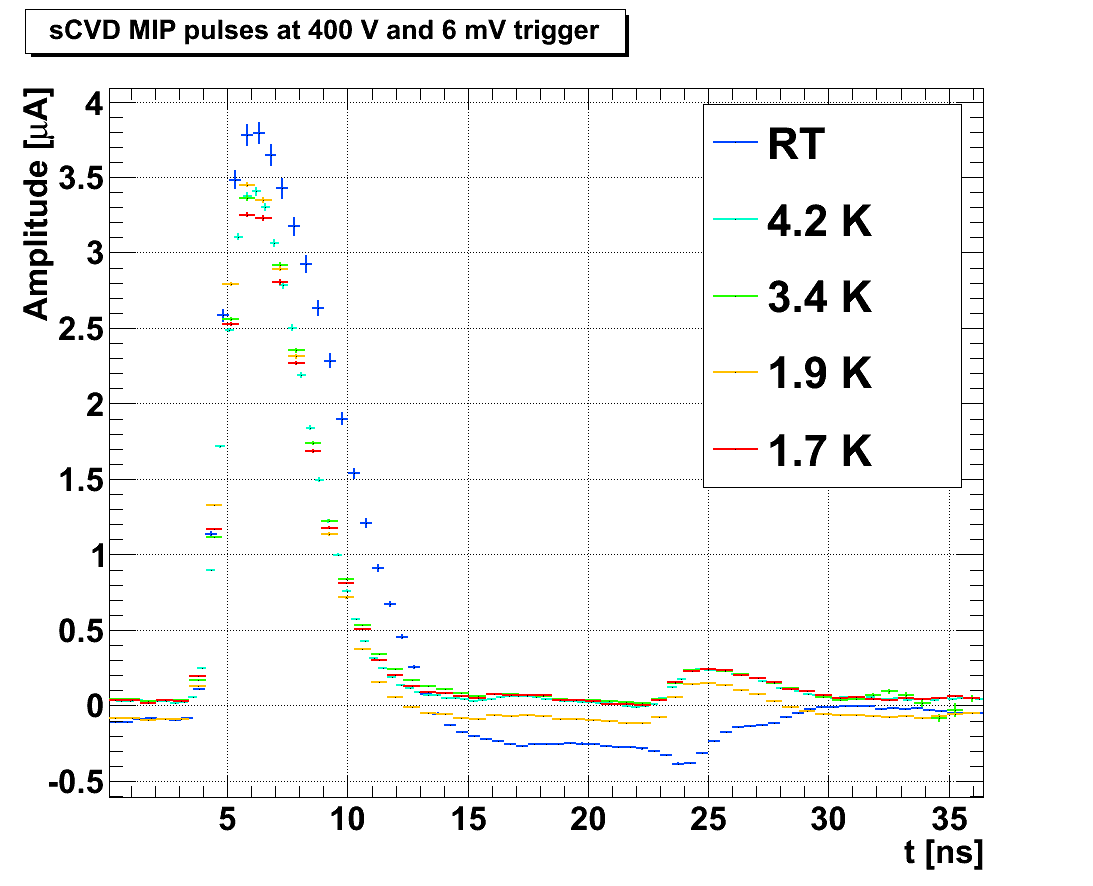 sCVD MIP pulses at 400 V and 6 mV trigger
Amplitude [μA]
4
3.5
3
2.5
2
1.5
1
0.5
0
-0.5
RT
4.2 K
3.4 K
1.9 K
1.7 K
5 10 15 20 25 30 35
t [ns]